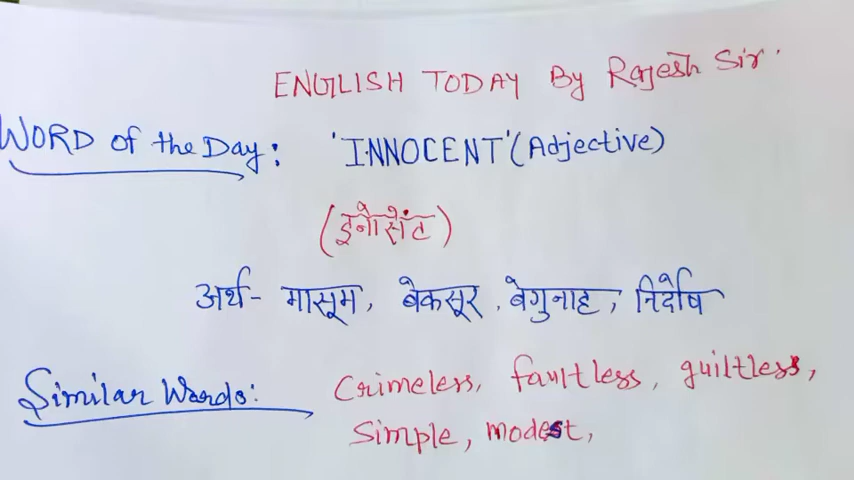 ENGLISH TODAY By Rajesh Sir.
WORD of the Day: 'INNOCENT' (Adjective)
(इनोसेंट)
अर्थ- मासूम, बेकसूर, बेगुनाह, निर्दोष
Similar Words: Crimeless, faultless, guiltless,
Simple, modest,